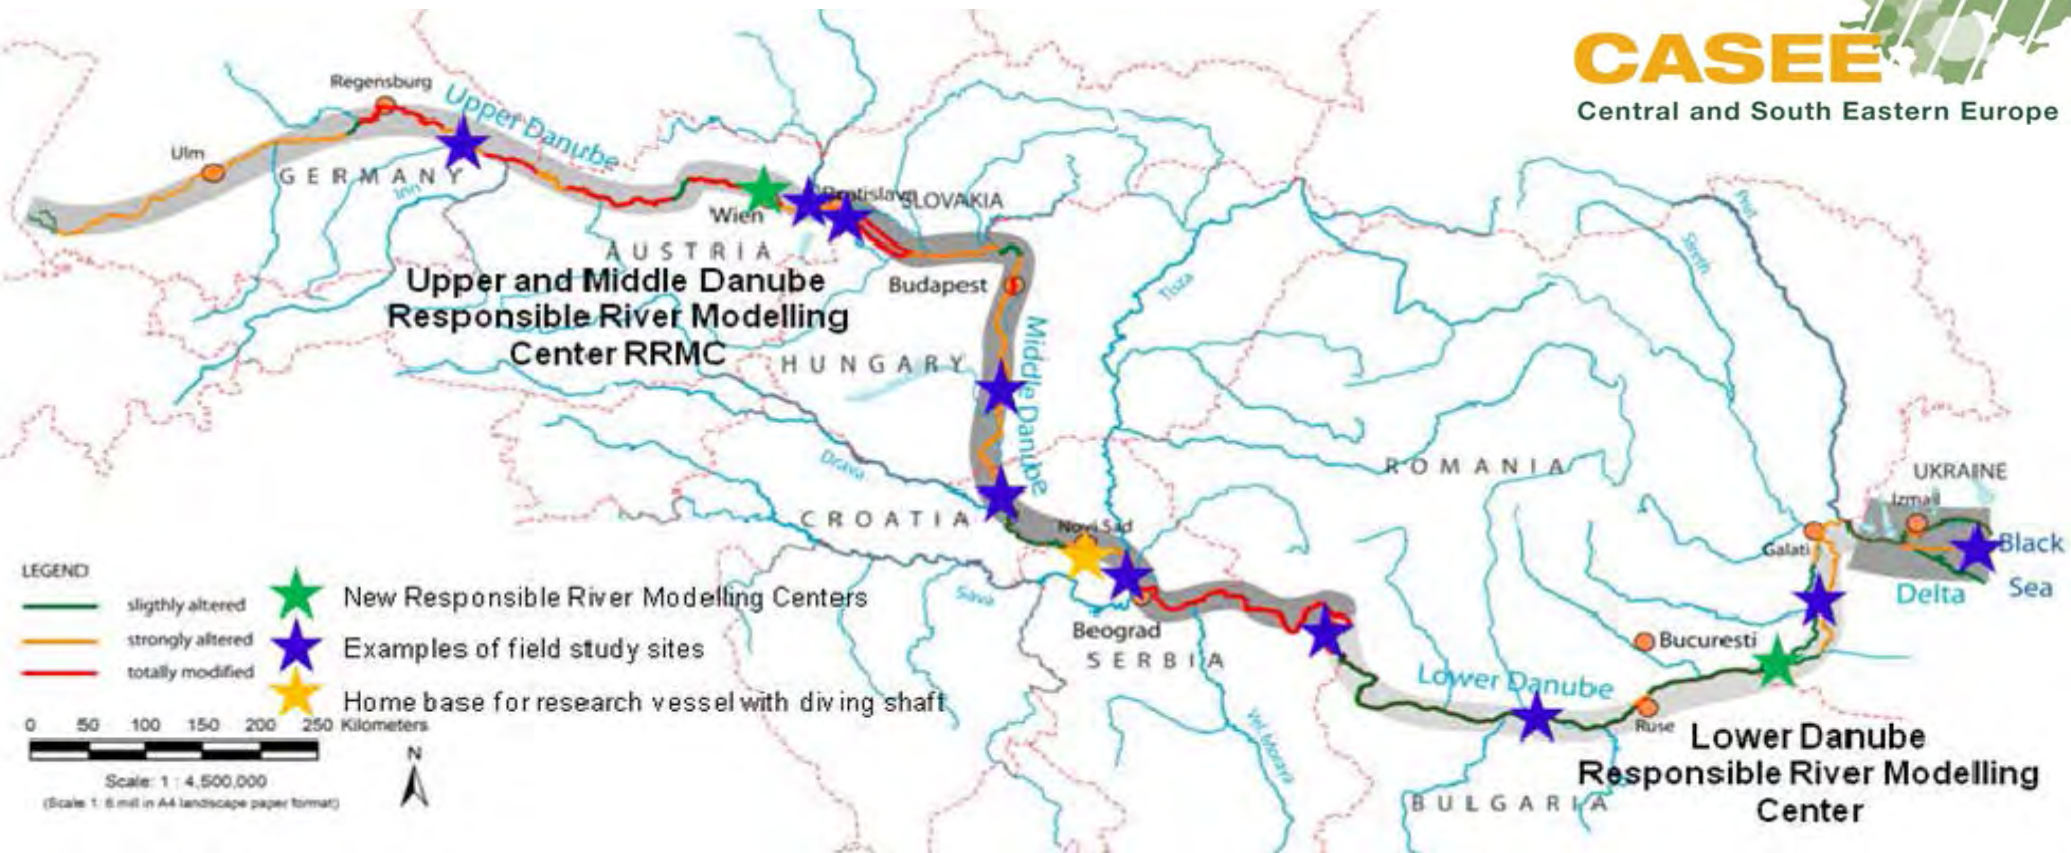 CASEE
Central and South Eastern Europe
Regensburg
Upper Danube
Ulm
GERMANY
Inn
Wien
Bratislava
SLOVAKIA
AUSTRIA
Upper and Middle Danube
Responsible River Modelling
Center RRMC
Budapest
HUNGARY
Middle Danube
Tisza
Prut
Sireth
Drava
CROATIA
Novi Sad
ROMANIA
UKRAINE
Izmail
Galati
Black
Sea
Delta
Sava
Beograd
SERBIA
Bucuresti
Lower Danube
Ruse
Vel.Morava
BULGARIA
Lower Danube
Responsible River Modelling
Center
LEGEND
sligthly altered
strongly altered
totally modified
New Responsible River Modelling Centers
Examples of field study sites
Home base for research vessel with diving shaft
0 50 100 150 200 250 Kilometers
N
Scale: 1 : 4,500,000
(Scale 1: 6 mill in A4 landscape paper format)